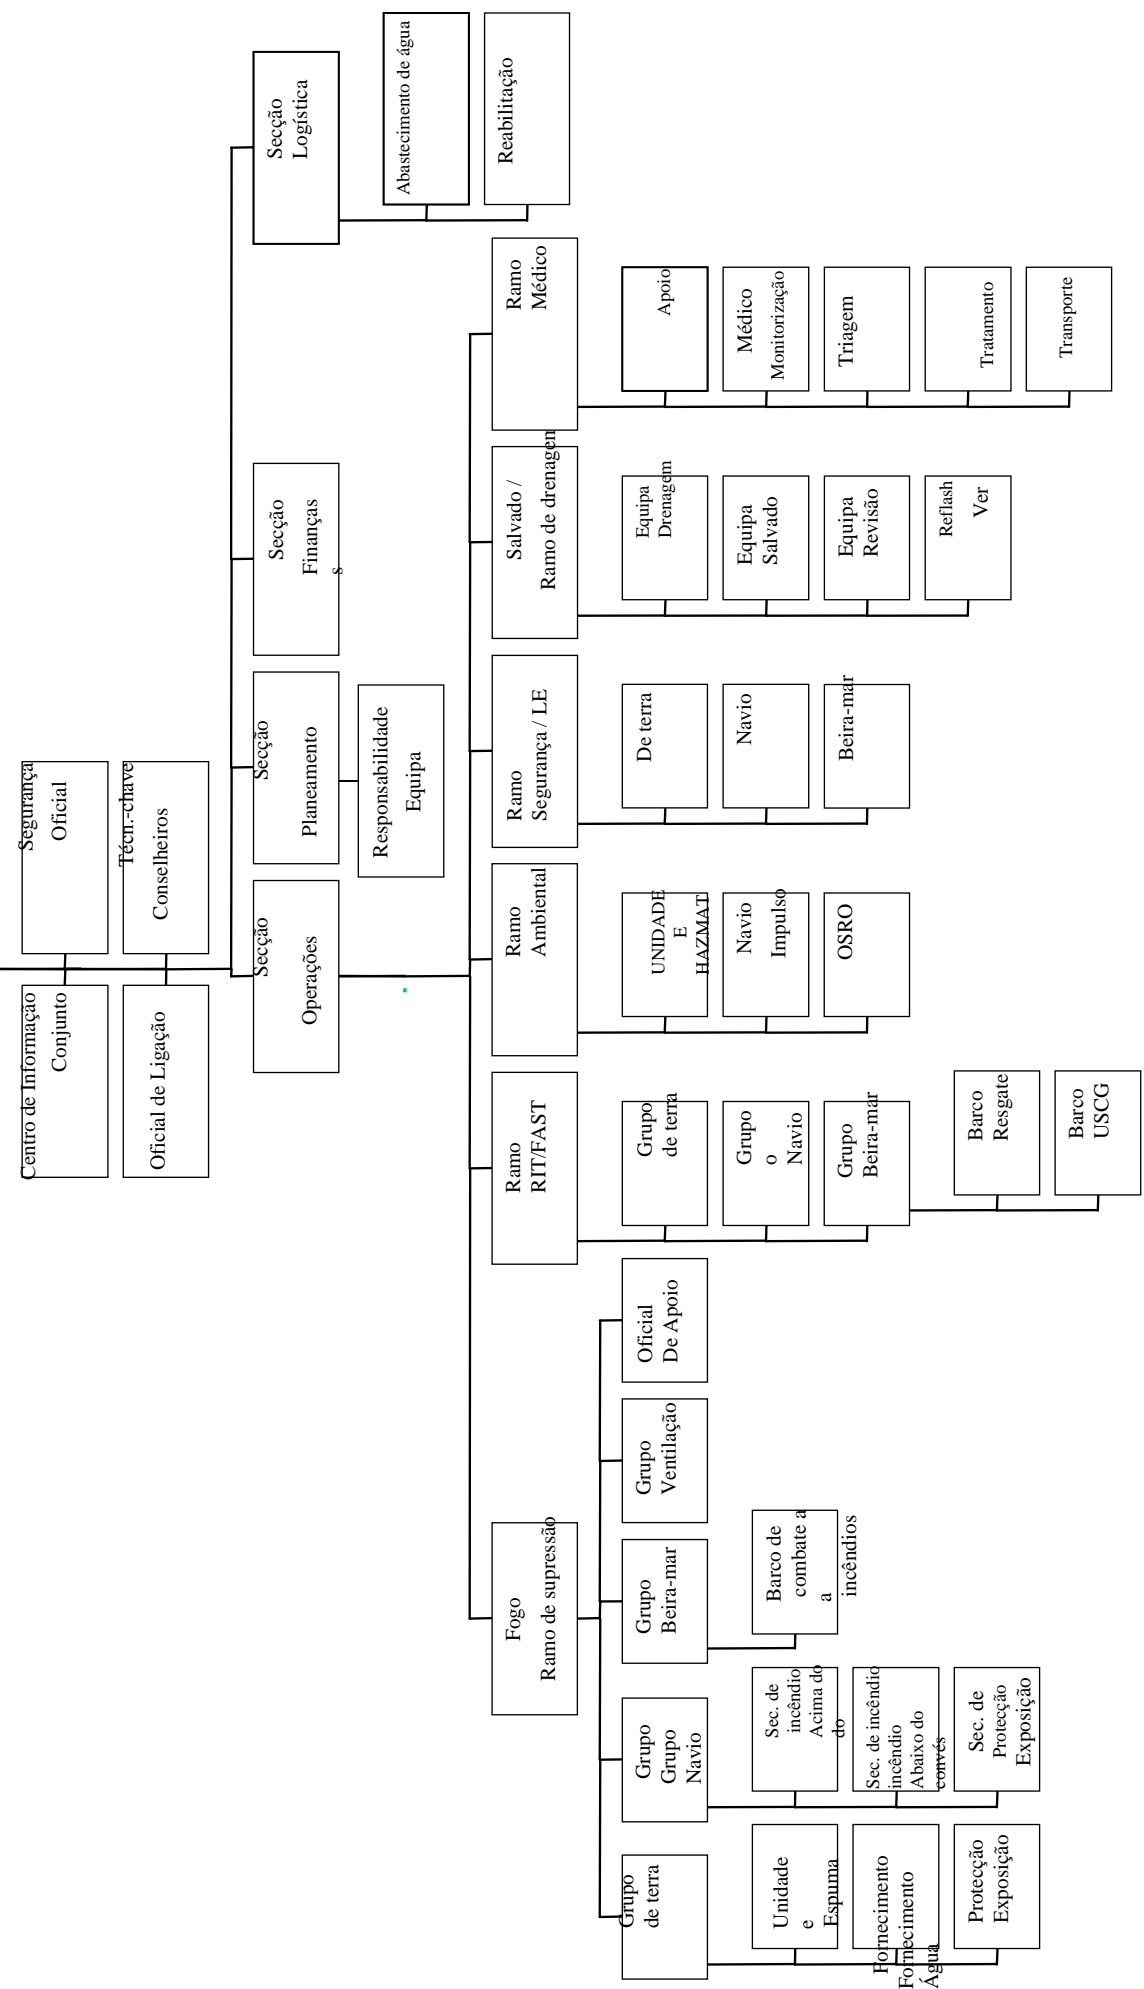 Segurança
Oficial
Técn.-chave
Conselheiros
Centro de Informação
Conjunto
Oficial de Ligação
Secção
Operações
Secção
Planeamento
Responsabilidade
Equipa
Secção
Finanças
s
Secção
Logística
Abastecimento de água
Reabilitação
Fogo
Ramo de supressão
Ramo
RIT/FAST
Ramo
Ambiental
Ramo
Segurança / LE
Salvado /
Ramo de drenagem
Ramo
Médico
Grupo
de terra
Unidade
e
Espuma
Fornecimento
Fornecimento
Água
Protecção
Exposição
Grupo
Grupo
Navio
Sec. de
incêndio
Acima do
do
Sec. de incêndio
incêndio
Abaixo do
convés
Sec. de
Protecção
Exposição
Grupo
Beira-mar
Barco de
combate a
a
incêndios
Grupo
Ventilação
Oficial
De Apoio
Grupo
de terra
Grupo
o
Navio
Grupo
Beira-mar
Barco
Resgate
Barco
USCG
UNIDADE
E
HAZMAT
Navio
Impulso
OSRO
De terra
Navio
Beira-mar
Equipa
Drenagem
Equipa
Salvado
Equipa
Revisão
Reflash
Ver
Apoio
Médico
Monitorização
Triagem
Tratamento
Transporte